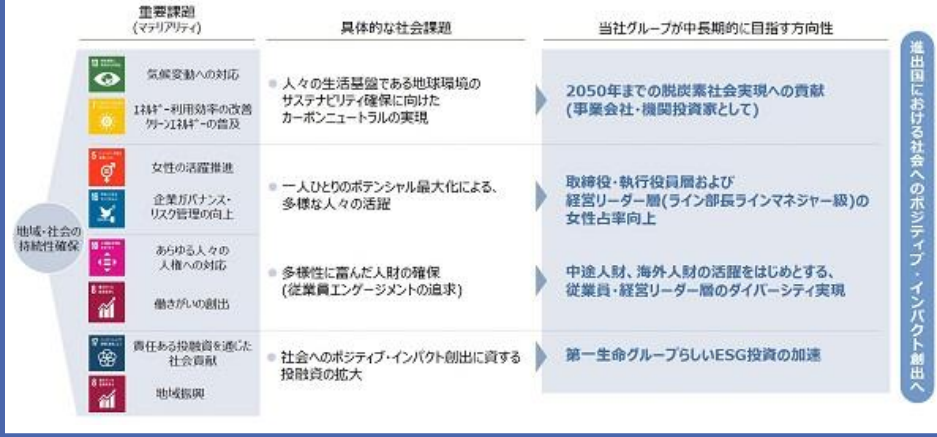 重要課題
(マテリアリティ)
具体的な社会課題
当社グループが中長期的に目指す方向性
地域・社会の
持続性確保
13
気候変動への対応
7
エネルギー利用効率の改善
クリーンエネルギーの普及
人々の生活基盤である地球環境の
サステナビリティ確保に向けた
カーボンニュートラルの実現
2050年までの脱炭素社会実現への貢献
(事業会社・機関投資家として)
5
女性の活躍推進
16
企業ガバナンス・
リスク管理の向上
一人ひとりのポテンシャル最大化による、
多様な人々の活躍
取締役・執行役員層および
経営リーダー層(ライン部長ラインマネジャー級)の
女性占率向上
10
あらゆる人々の
人権への対応
8
働きがいの創出
多様性に富んだ人財の確保
(従業員エンゲージメントの追求)
中途人財、海外人財の活躍をはじめとする、
従業員・経営リーダー層のダイバーシティ実現
17
責任ある投融資を通じた
社会貢献
8
地域振興
社会へのポジティブ・インパクト創出に資する
投融資の拡大
第一生命グループらしいESG投資の加速
進出国における社会へのポジティブ・インパクト創出へ